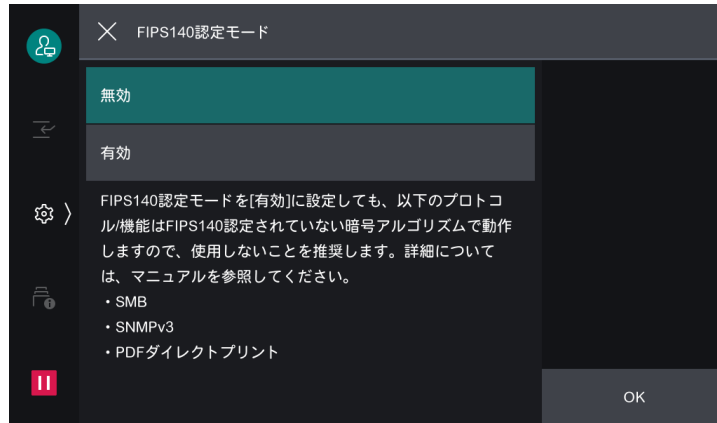 FIPS140認定モード
無効
有効
FIPS140認定モードを[有効]に設定しても、以下のプロトコ
ル/機能はFIPS140認定されていない暗号アルゴリズムで動作
しますので、使用しないことを推奨します。詳細について
は、マニュアルを参照してください。
・SMB
・SNMPv3
・PDFダイレクトプリント
OK